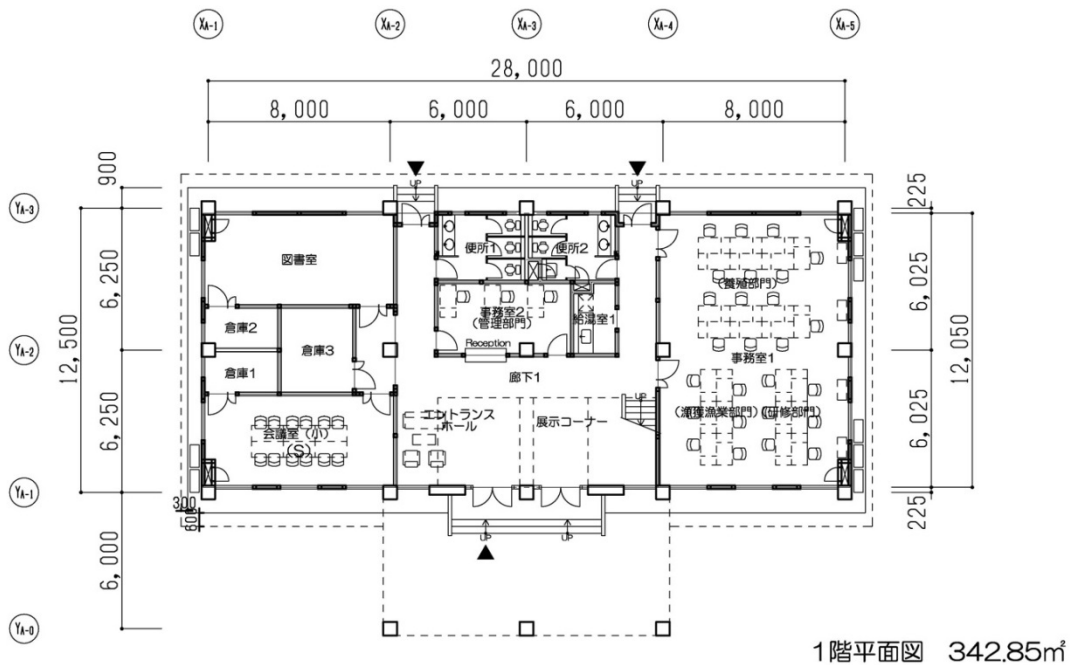 XA-1 XA-2 XA-3 XA-4 XA-5
28,000
8,000 6,000 6,000 8,000
900
225
YA-3
UP UP
便所1 便所2
図書室
(養殖部門)
6,250
6,025
事務室2
(管理部門)
給湯室1
倉庫2
倉庫3
Reception
YA-2
事務室1
12,500
12,050
倉庫1
廊下1
UP
エントランス
ホール
展示コーナー
(漁獲漁業部門)
(研修部門)
6,250
6,025
会議室(小)
(S)
YA-1
300
600
225
UP UP
6,000
YA-0
1階平面図 342.85㎡